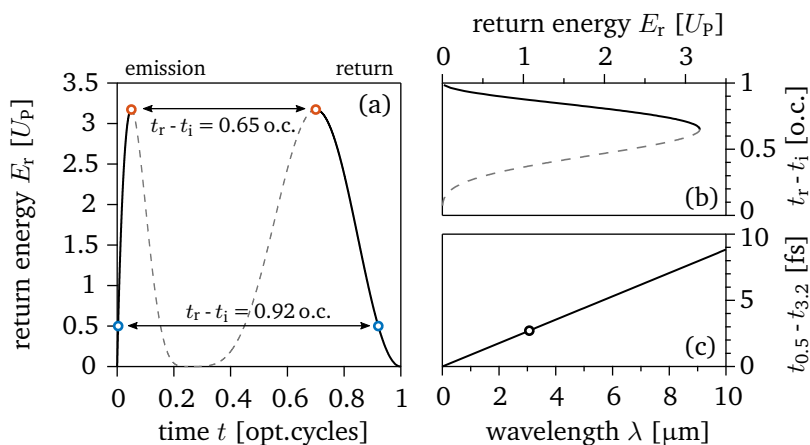 emission
return
(a)
3.5
3
2.5
2
1.5
1
0.5
0
return energy E_r [U_P]
t_r - t_i = 0.65 o.c.
t_r - t_i = 0.92 o.c.
0 0.2 0.4 0.6 0.8 1
time t [opt.cycles]
return energy E_r [U_P]
0 1 2 3
1
0.5
0
t_r - t_i [o.c.]
(b)
10
5
0
t_0.5 - t_3.2 [fs]
(c)
0 2 4 6 8 10
wavelength λ [μm]